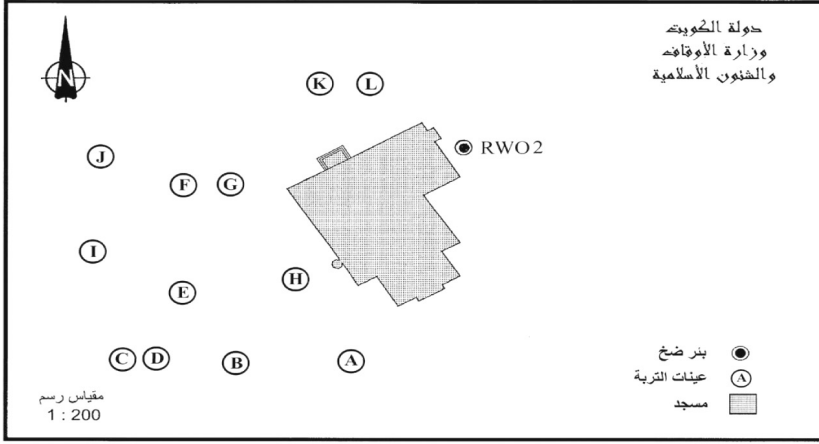 دولة الكويت
وزارة الأوقاف
والشئون الأسلامية
N
K
L
RWO2
J
F
G
I
H
E
C
D
B
A
بئر ضخ
عينات التربة
A
مسجد
مقياس رسم
1 : 200